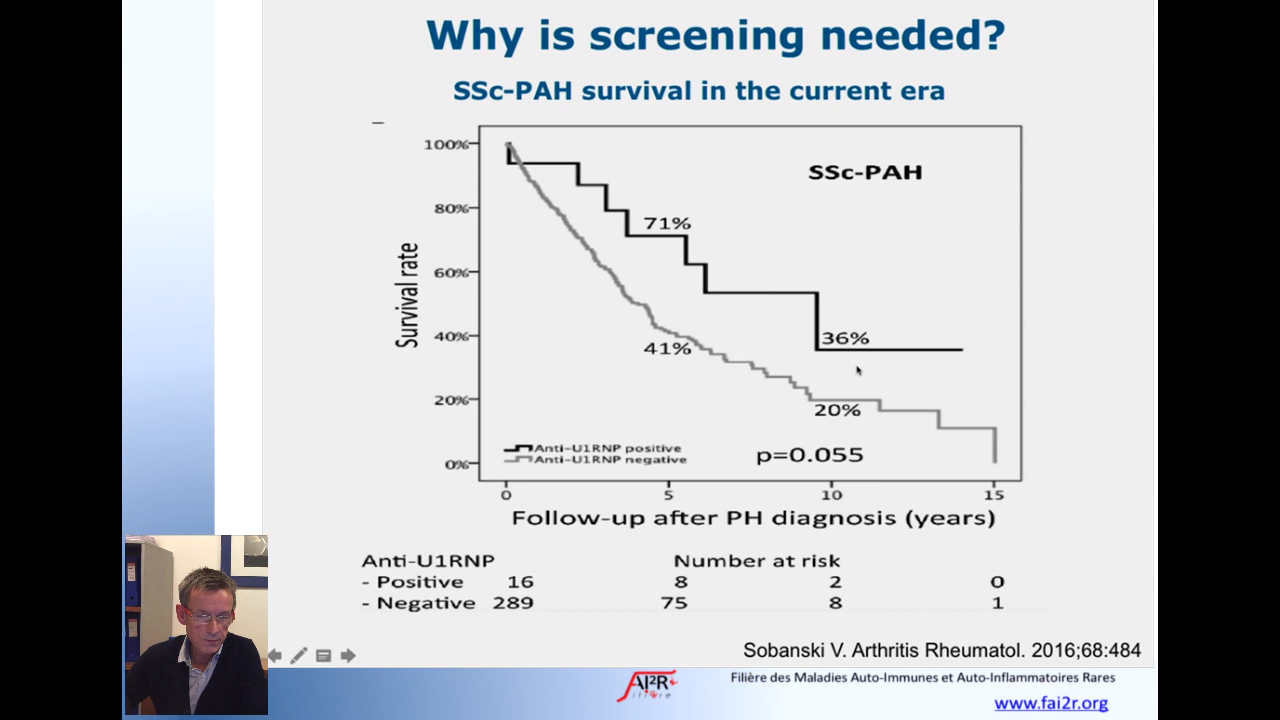 Why is screening needed?
SSc-PAH survival in the current era
SSc-PAH
100%
80%
60%
40%
20%
0%
Survival rate
71%
41%
36%
20%
Anti-U1RNP positive
Anti-U1RNP negative
p=0.055
0 5 10 15
Follow-up after PH diagnosis (years)
Anti-U1RNP Number at risk
- Positive 16 8 2 0
- Negative 289 75 8 1
Sobanski V. Arthritis Rheumatol. 2016;68:484
FAI2R
filière
Filière des Maladies Auto-Immunes et Auto-Inflammatoires Rares
www.fai2r.org